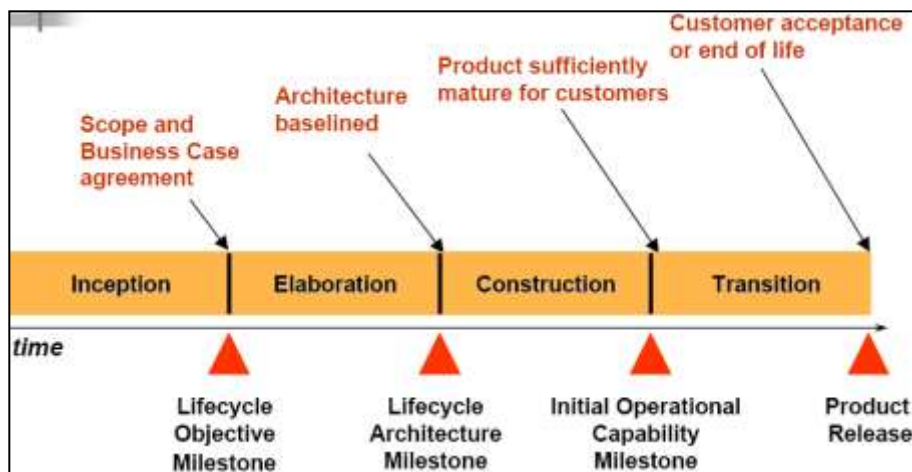 Customer acceptance
or end of life
Product sufficiently
mature for customers
Architecture
baselined
Scope and
Business Case
agreement
Inception
Elaboration
Construction
Transition
time
Lifecycle
Objective
Milestone
Lifecycle
Architecture
Milestone
Initial Operational
Capability
Milestone
Product
Release